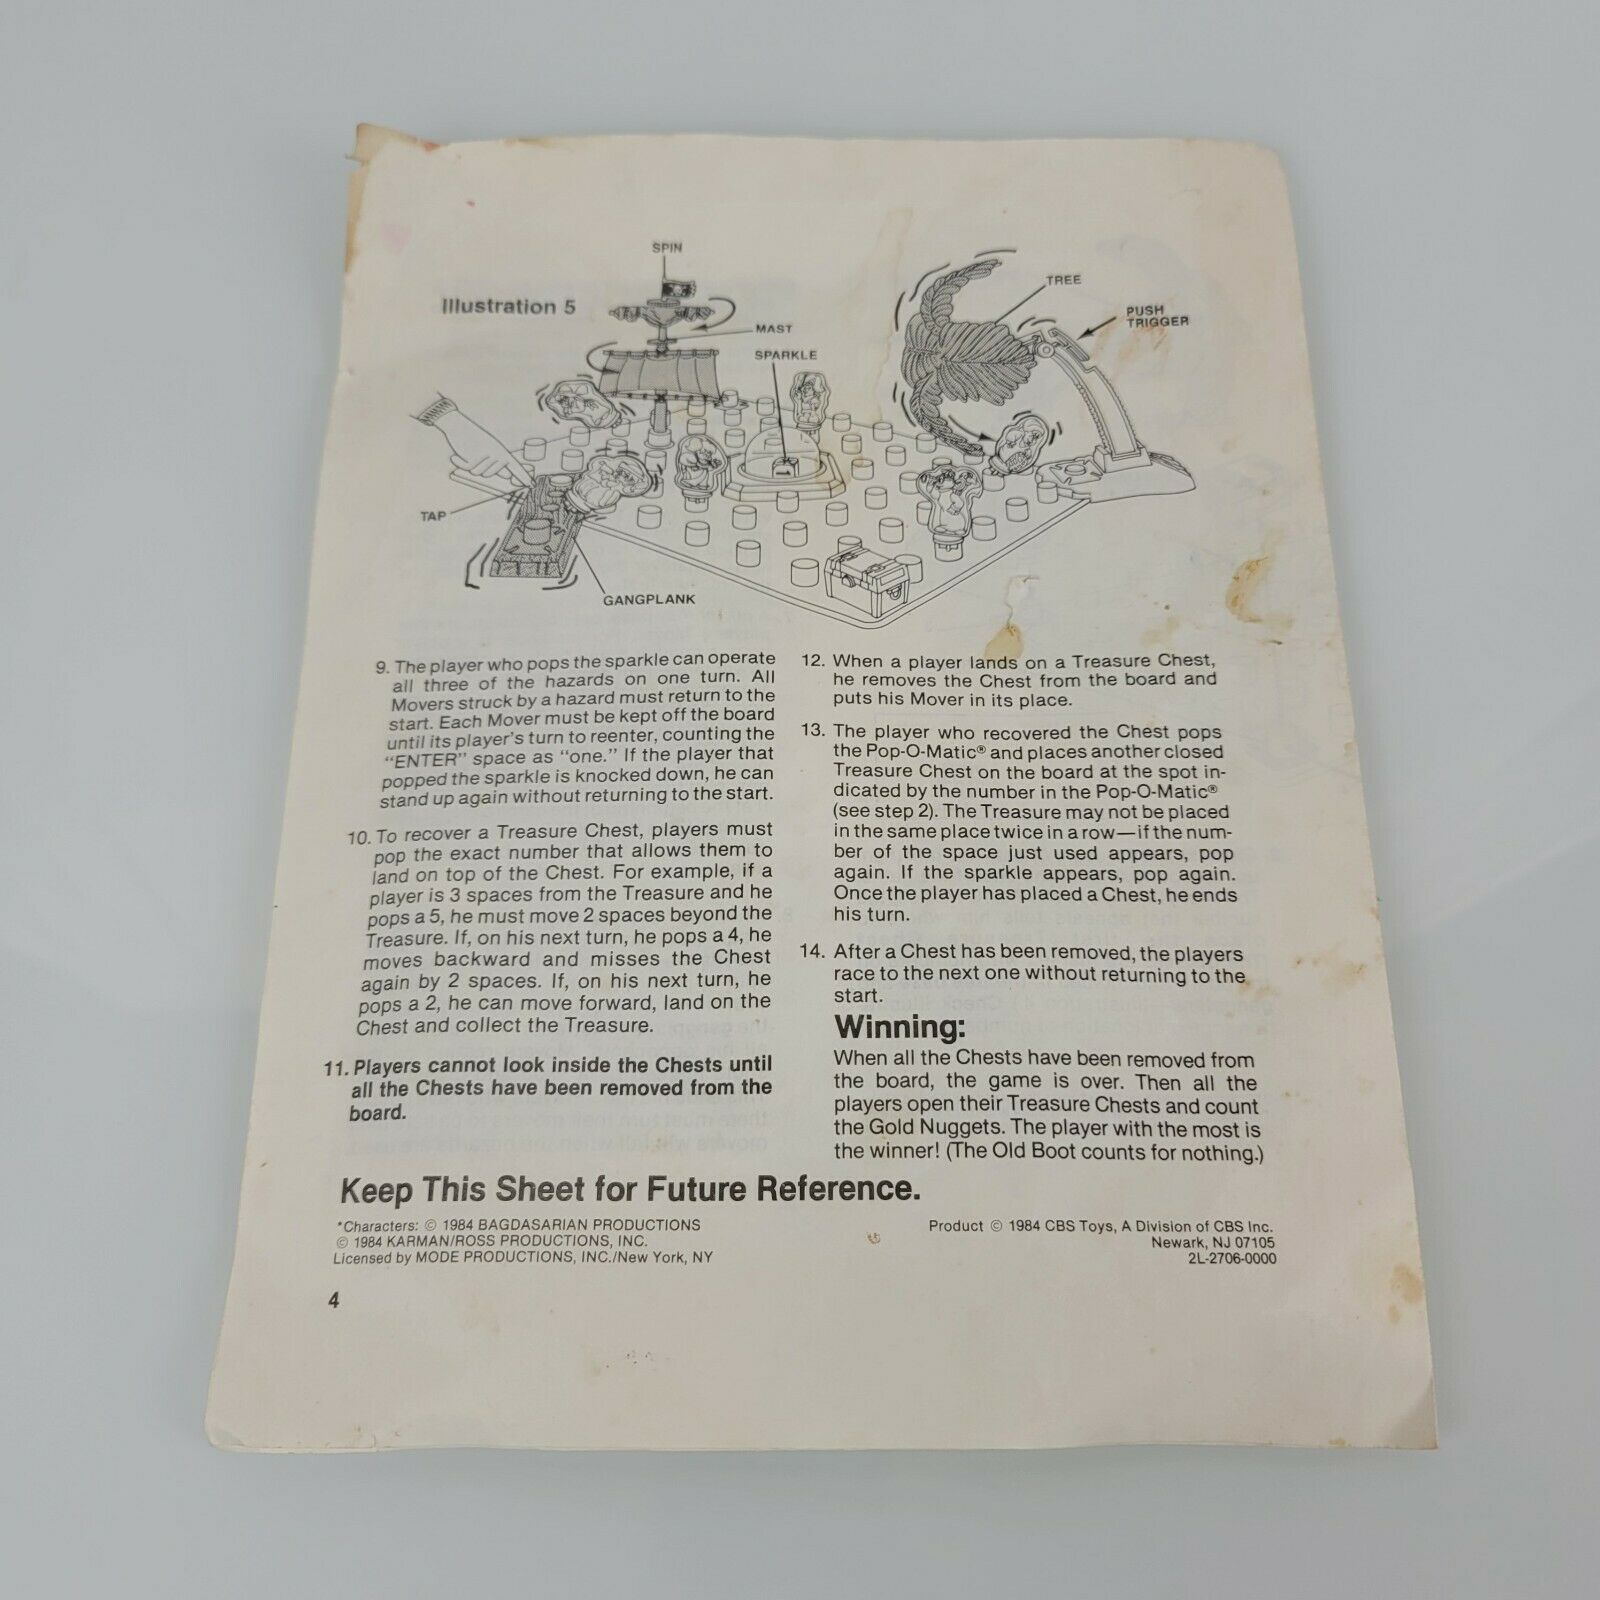 Illustration 5
SPIN
MAST
SPARKLE
TREE
PUSH
TRIGGER
TAP
GANGPLANK
9. The player who pops the sparkle can operate
all three of the hazards on one turn. All
Movers struck by a hazard must return to the
start. Each Mover must be kept off the board
until its player's turn to reenter, counting the
"ENTER" space as "one." If the player that
popped the sparkle is knocked down, he can
stand up again without returning to the start.
10. To recover a Treasure Chest, players must
pop the exact number that allows them to
land on top of the Chest. For example, if a
player is 3 spaces from the Treasure and he
pops a 5, he must move 2 spaces beyond the
Treasure. If, on his next turn, he pops a 4, he
moves backward and misses the Chest
again by 2 spaces. If, on his next turn, he
pops a 2, he can move forward, land on the
Chest and collect the Treasure.
11. Players cannot look inside the Chests until
all the Chests have been removed from the
board.
12. When a player lands on a Treasure Chest,
he removes the Chest from the board and
puts his Mover in its place.
13. The player who recovered the Chest pops
the Pop-O-Matic® and places another closed
Treasure Chest on the board at the spot in-
dicated by the number in the Pop-O-Matic®
(see step 2). The Treasure may not be placed
in the same place twice in a row—if the num-
ber of the space just used appears, pop
again. If the sparkle appears, pop again.
Once the player has placed a Chest, he ends
his turn.
14. After a Chest has been removed, the players
race to the next one without returning to the
start.
Winning:
When all the Chests have been removed from
the board, the game is over. Then all the
players open their Treasure Chests and count
the Gold Nuggets. The player with the most is
the winner! (The Old Boot counts for nothing.)
Keep This Sheet for Future Reference.
*Characters: © 1984 BAGDASARIAN PRODUCTIONS
© 1984 KARMAN/ROSS PRODUCTIONS, INC.
Licensed by MODE PRODUCTIONS, INC./New York, NY
Product © 1984 CBS Toys, A Division of CBS Inc.
Newark, NJ 07105
2L-2706-0000
4